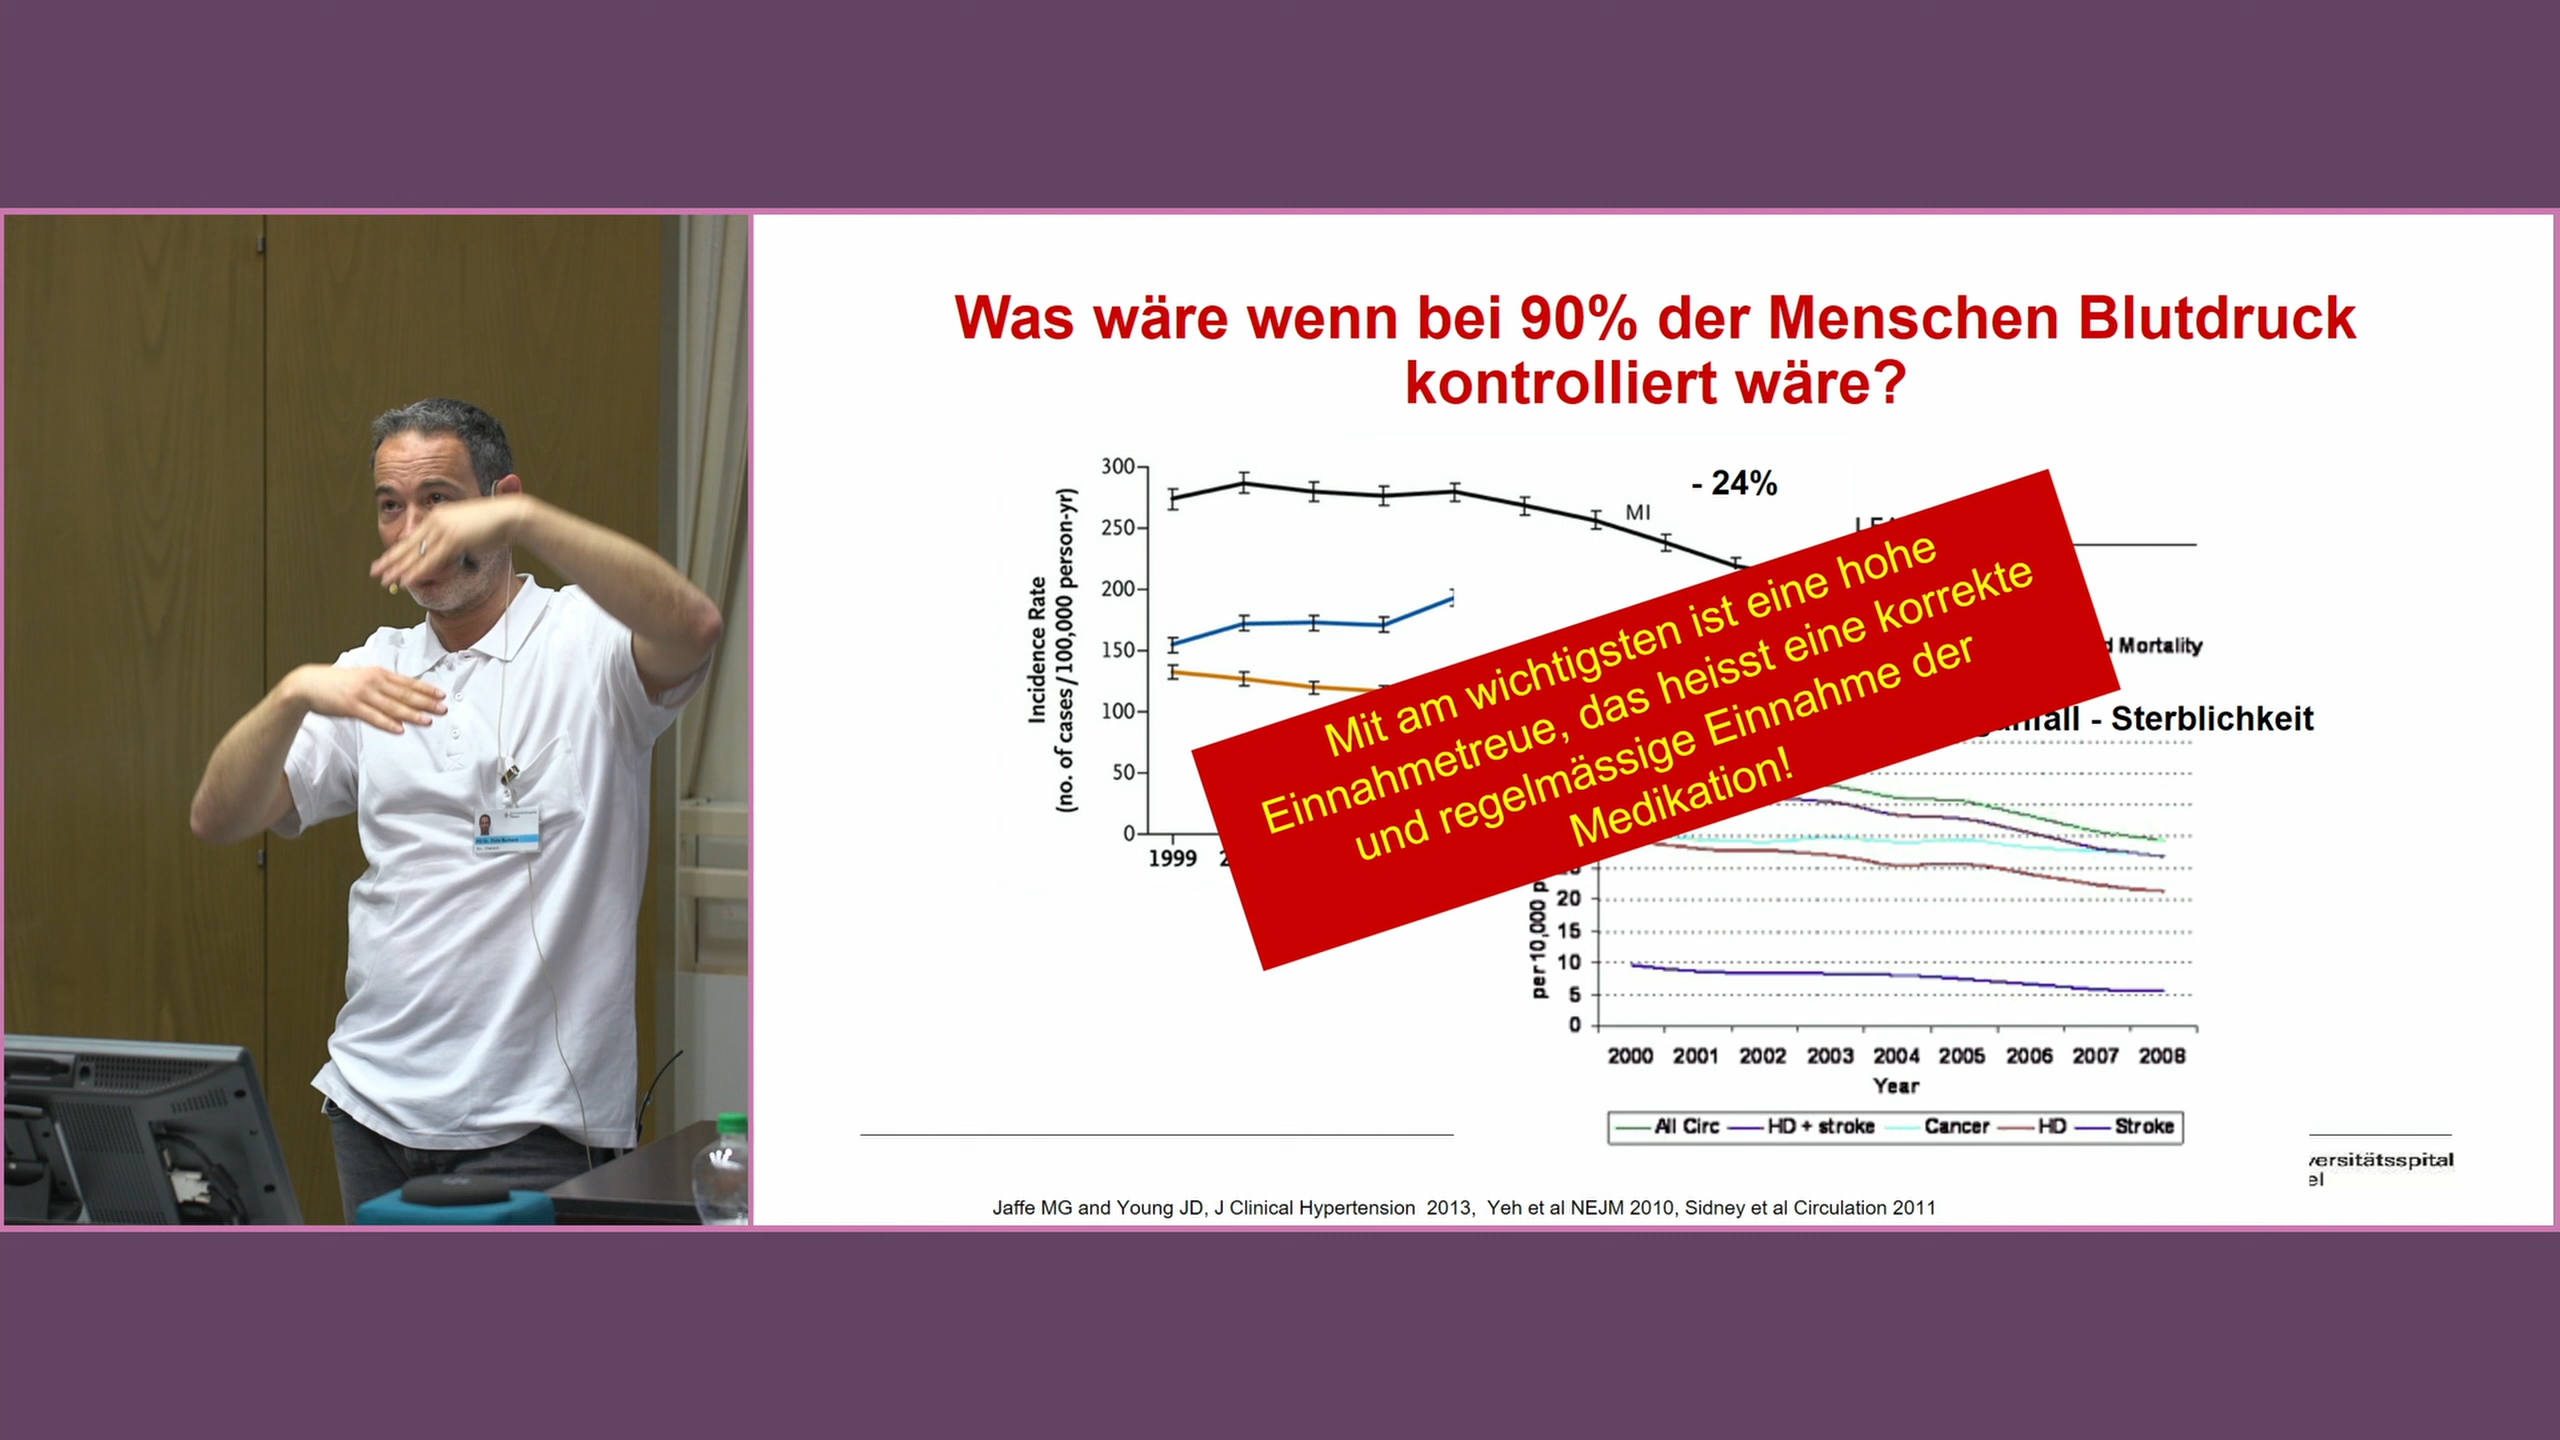 Was wäre wenn bei 90% der Menschen Blutdruck
kontrolliert wäre?
- 24%
MI
300
250
200
150
100
50
0
Incidence Rate
(no. of cases/100,000 person-yr)
1999
Mit am wichtigsten ist eine hohe
Einnahmetreue, das heisst eine korrekte
und regelmässige Einnahme der
Medikation!
Mortality
- Sterblichkeit
20
15
10
5
0
per 10,000
2000 2001 2002 2003 2004 2005 2006 2007 2008
Year
All Circ HD + stroke Cancer HD Stroke
versitätsspital
el
Jaffe MG and Young JD, J Clinical Hypertension 2013, Yeh et al NEJM 2010, Sidney et al Circulation 2011